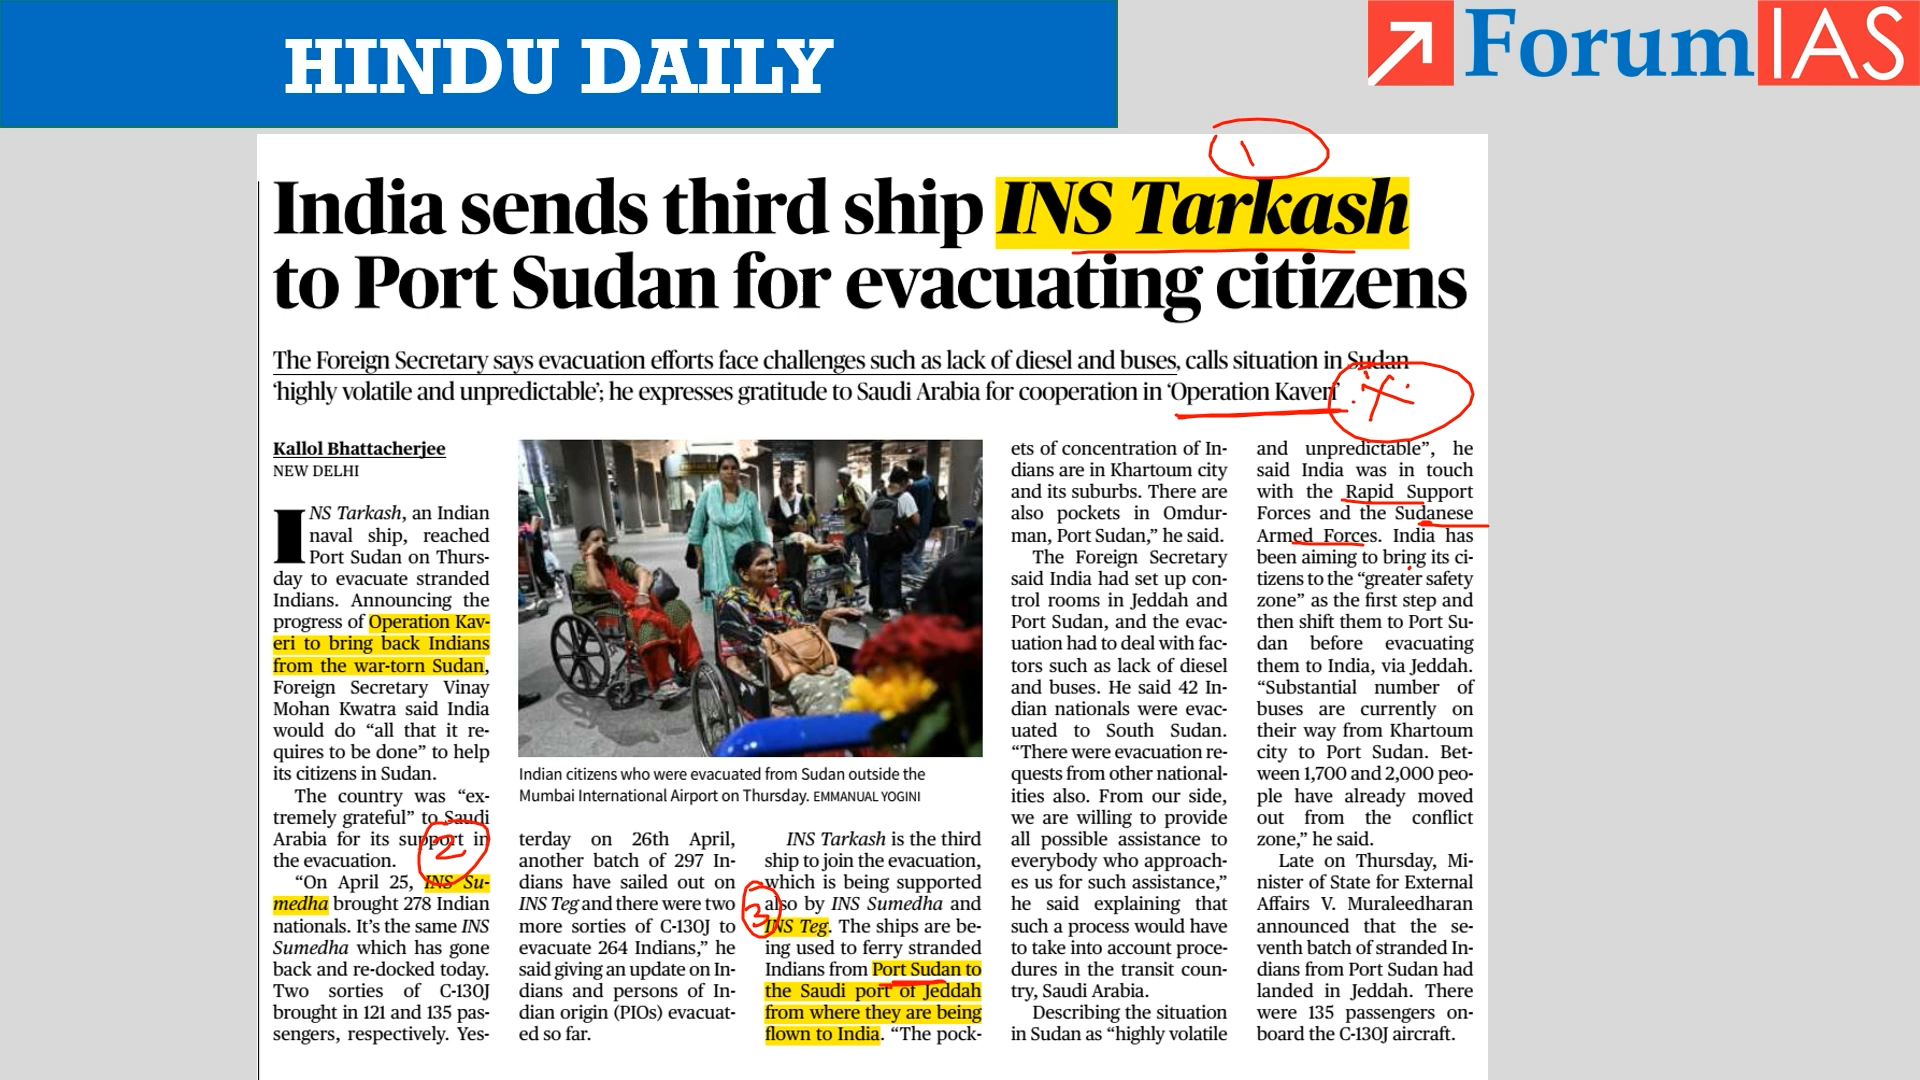 HINDU DAILY
Forum IAS
1
India sends third ship INS Tarkash
to Port Sudan for evacuating citizens
The Foreign Secretary says evacuation efforts face challenges such as lack of diesel and buses, calls situation in Sudan
‘highly volatile and unpredictable’; he expresses gratitude to Saudi Arabia for cooperation in ‘Operation Kaveri’
Kallol Bhattacherjee
NEW DELHI
INS Tarkash, an Indian
naval ship, reached
Port Sudan on Thurs-
day to evacuate stranded
Indians. Announcing the
progress of Operation Kav-
eri to bring back Indians
from the war-torn Sudan,
Foreign Secretary Vinay
Mohan Kwatra said India
would do “all that it re-
quires to be done” to help
its citizens in Sudan.
The country was “ex-
tremely grateful” to Saudi
Arabia for its support in
the evacuation.
2
“On April 25, INS Su-
medha brought 278 Indian
nationals. It’s the same INS
Sumedha which has gone
back and re-docked today.
Two sorties of C-130J
brought in 121 and 135 pas-
sengers, respectively. Yes-
Indian citizens who were evacuated from Sudan outside the
Mumbai International Airport on Thursday. EMMANUAL YOGINI
terday on 26th April,
another batch of 297 In-
dians have sailed out on
INS Teg and there were two
more sorties of C-130J to
evacuate 264 Indians,” he
said giving an update on In-
dians and persons of In-
dian origin (PIOs) evacuat-
ed so far.
INS Tarkash is the third
ship to join the evacuation,
which is being supported
also by INS Sumedha and
3
INS Teg. The ships are be-
ing used to ferry stranded
Indians from Port Sudan to
the Saudi port of Jeddah
from where they are being
flown to India. “The pock-
ets of concentration of In-
dians are in Khartoum city
and its suburbs. There are
also pockets in Omdur-
man, Port Sudan,” he said.
The Foreign Secretary
said India had set up con-
trol rooms in Jeddah and
Port Sudan, and the evac-
uation had to deal with fac-
tors such as lack of diesel
and buses. He said 42 In-
dian nationals were evac-
uated to South Sudan.
“There were evacuation re-
quests from other national-
ities also. From our side,
we are willing to provide
all possible assistance to
everybody who approach-
es us for such assistance,”
he said explaining that
such a process would have
to take into account proce-
dures in the transit coun-
try, Saudi Arabia.
Describing the situation
in Sudan as “highly volatile
and unpredictable”, he
said India was in touch
with the Rapid Support
Forces and the Sudanese
Armed Forces. India has
been aiming to bring its ci-
tizens to the “greater safety
zone” as the first step and
then shift them to Port Su-
dan before evacuating
them to India, via Jeddah.
“Substantial number of
buses are currently on
their way from Khartoum
city to Port Sudan. Bet-
ween 1,700 and 2,000 peo-
ple have already moved
out from the conflict
zone,” he said.
Late on Thursday, Mi-
nister of State for External
Affairs V. Muraleedharan
announced that the se-
venth batch of stranded In-
dians from Port Sudan had
landed in Jeddah. There
were 135 passengers on-
board the C-130J aircraft.